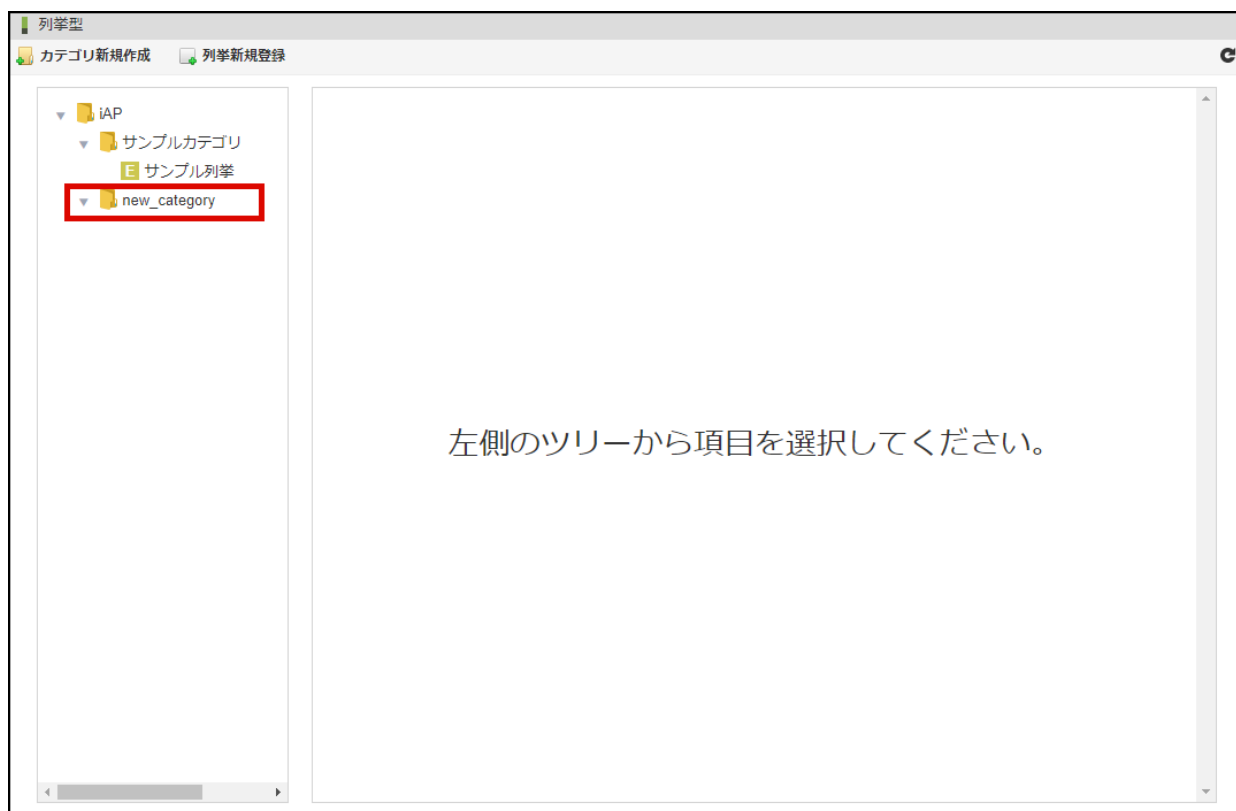 列挙型
カテゴリ新規作成 列挙新規登録
iAP
サンプルカテゴリ
E サンプル列挙
new_category
左側のツリーから項目を選択してください。